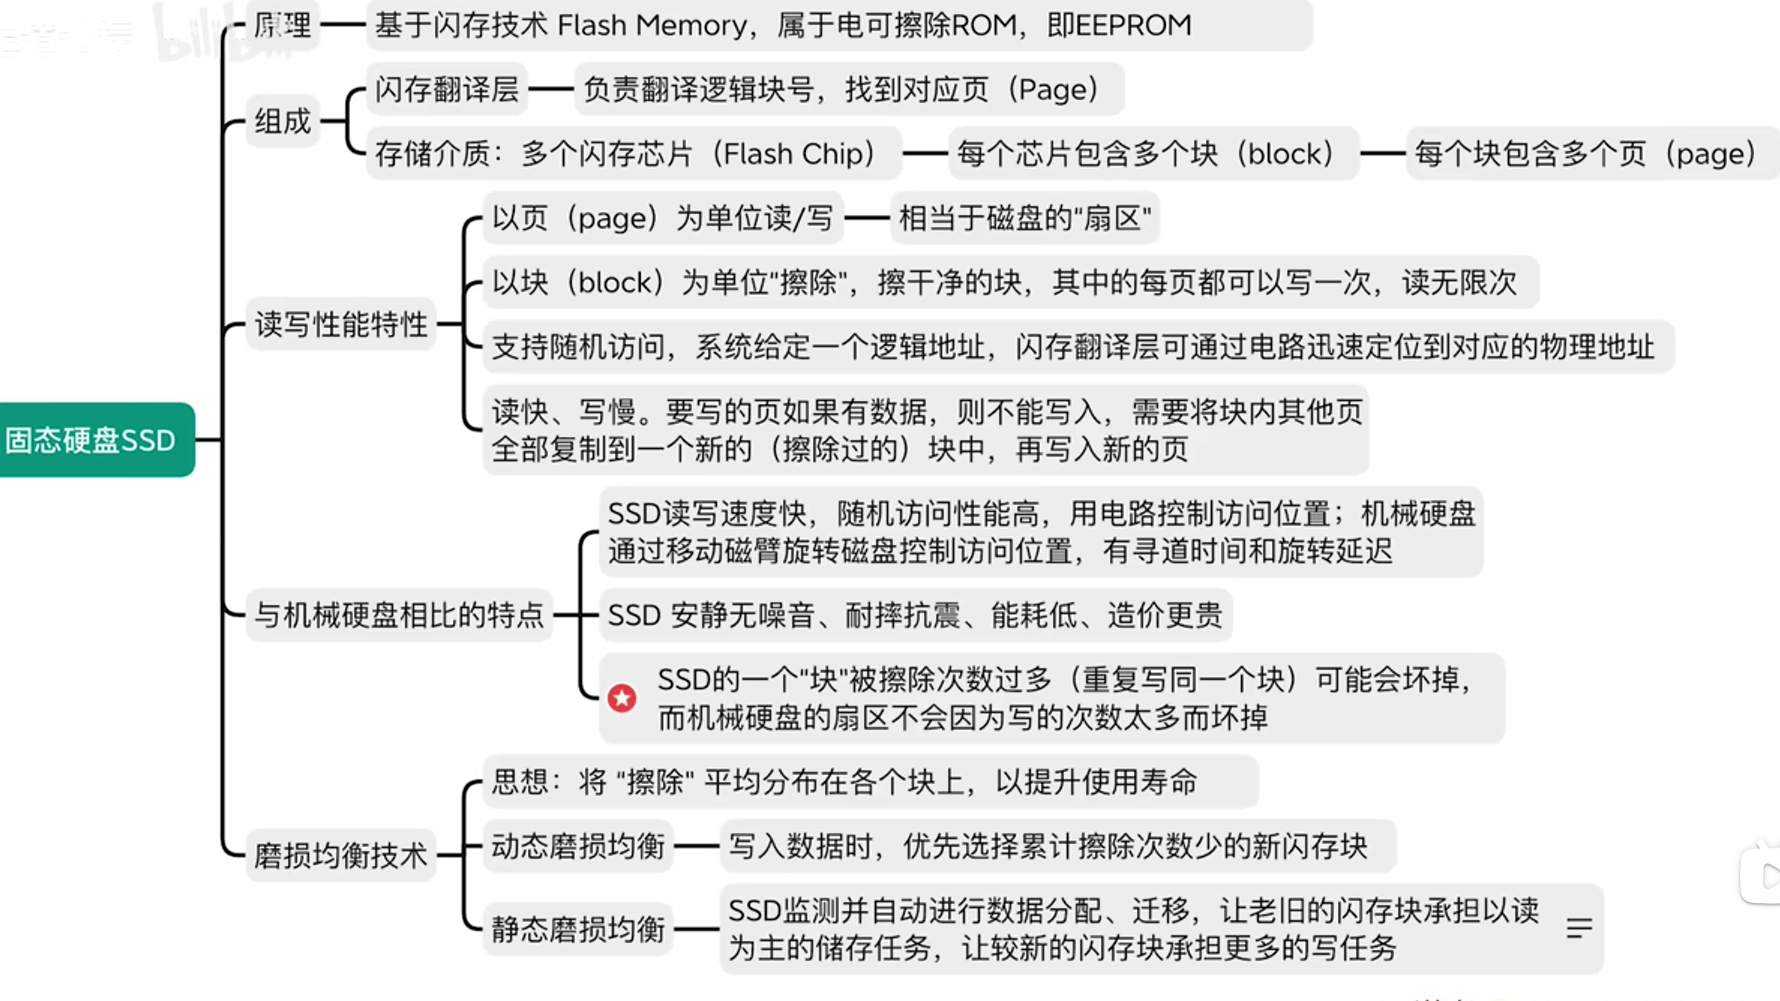 原理
基于闪存技术 Flash Memory，属于电可擦除ROM，即EEPROM
组成
闪存翻译层
负责翻译逻辑块号，找到对应页（Page）
存储介质：多个闪存芯片（Flash Chip）
每个芯片包含多个块（block）
每个块包含多个页（page）
固态硬盘SSD
读写性能特性
以页（page）为单位读/写
相当于磁盘的"扇区"
以块（block）为单位"擦除"，擦干净的块，其中的每页都可以写一次，读无限次
支持随机访问，系统给定一个逻辑地址，闪存翻译层可通过电路迅速定位到对应的物理地址
读快、写慢。要写的页如果有数据，则不能写入，需要将块内其他页
全部复制到一个新的（擦除过的）块中，再写入新的页
与机械硬盘相比的特点
SSD读写速度快，随机访问性能高，用电路控制访问位置；机械硬盘
通过移动磁臂旋转磁盘控制访问位置，有寻道时间和旋转延迟
SSD 安静无噪音、耐摔抗震、能耗低、造价更贵
SSD的一个"块"被擦除次数过多（重复写同一个块）可能会坏掉，
而机械硬盘的扇区不会因为写的次数太多而坏掉
磨损均衡技术
思想：将 "擦除" 平均分布在各个块上，以提升使用寿命
动态磨损均衡
写入数据时，优先选择累计擦除次数少的新闪存块
静态磨损均衡
SSD监测并自动进行数据分配、迁移，让老旧的闪存块承担以读
为主的储存任务，让较新的闪存块承担更多的写任务
bilibili